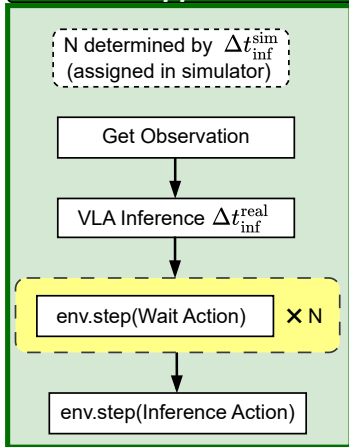 N determined by Δt_inf^sim
(assigned in simulator)
Get Observation
VLA Inference Δt_inf^real
env.step(Wait Action) × N
env.step(Inference Action)